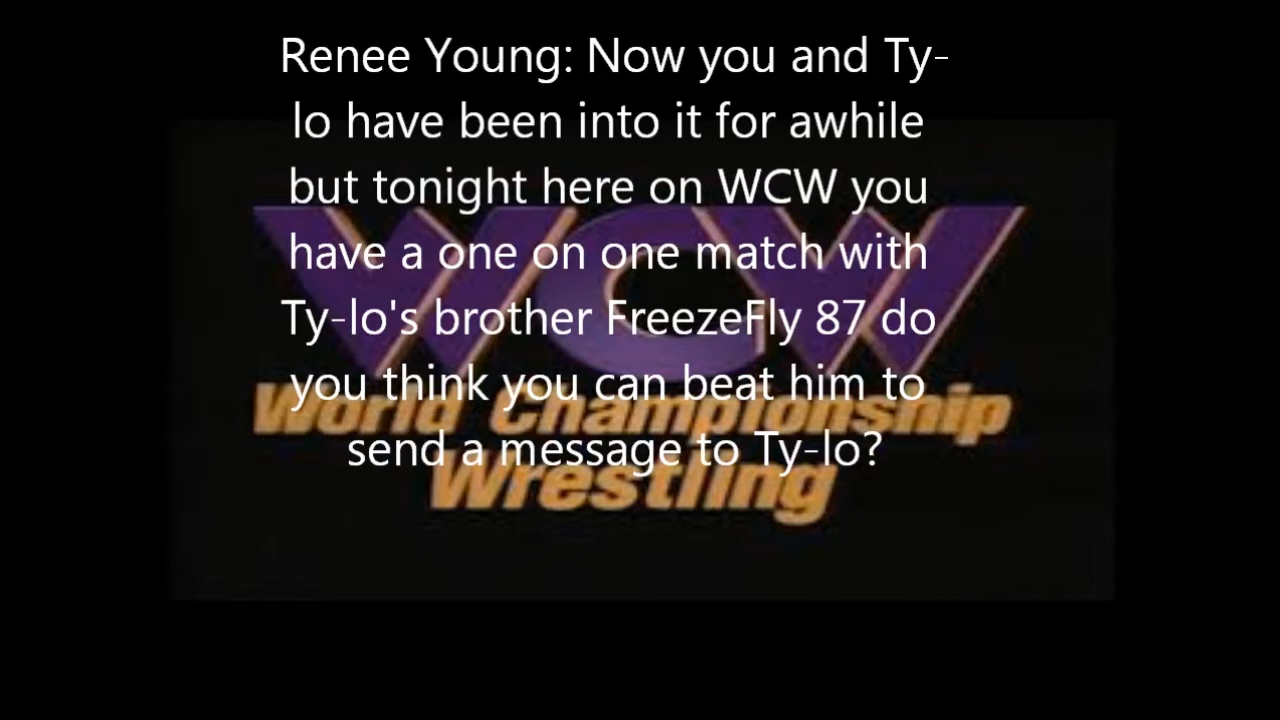 Renee Young: Now you and Ty-
lo have been into it for awhile
but tonight here on WCW you
have a one on one match with
Ty-lo's brother FreezeFly 87 do
you think you can beat him to
send a message to Ty-lo?
WCW
World Championship
Wrestling